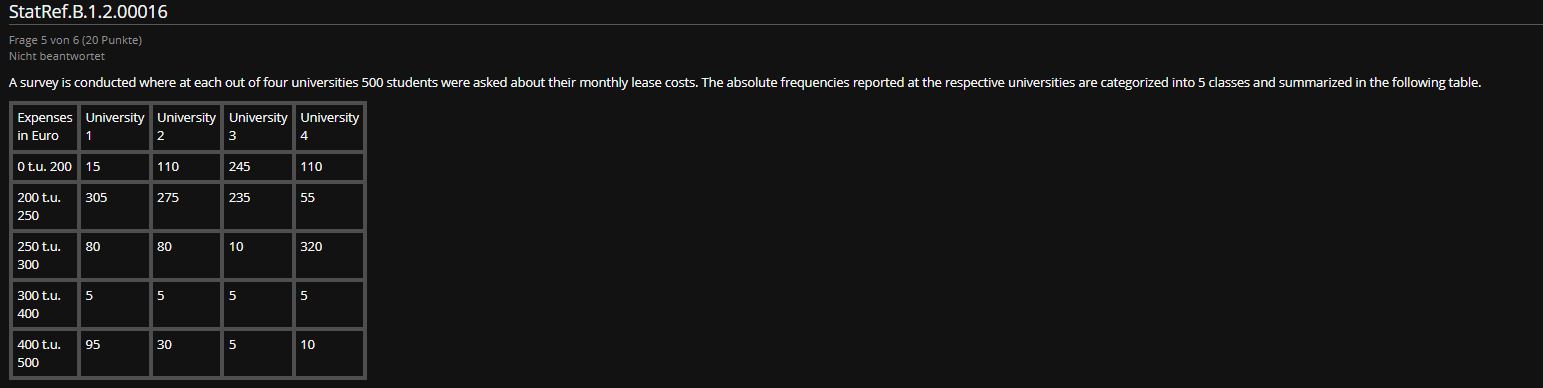 StatRef.B.1.2.00016
Frage 5 von 6 (20 Punkte)
Nicht beantwortet
A survey is conducted where at each out of four universities 500 students were asked about their monthly lease costs. The absolute frequencies reported at the respective universities are categorized into 5 classes and summarized in the following table.
Expenses University University University University
in Euro 1 2 3 4
0 t.u. 200 15 110 245 110
200 t.u. 305 275 235 55
250
250 t.u. 80 80 10 320
300
300 t.u. 5 5 5 5
400
400 t.u. 95 30 5 10
500